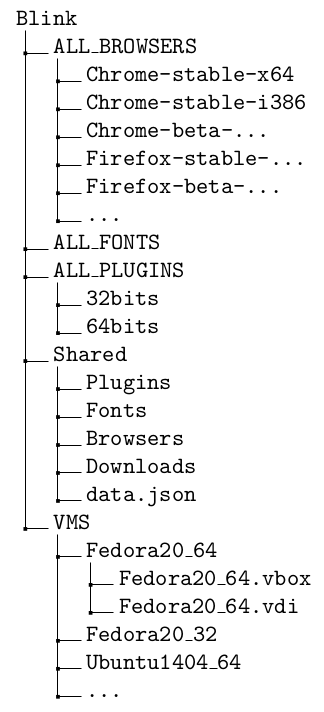 Blink
ALL_BROWSERS
Chrome-stable-x64
Chrome-stable-i386
Chrome-beta-...
Firefox-stable-...
Firefox-beta-...
...
ALL_FONTS
ALL_PLUGINS
32bits
64bits
Shared
Plugins
Fonts
Browsers
Downloads
data.json
VMS
Fedora20_64
Fedora20_64.vbox
Fedora20_64.vdi
Fedora20_32
Ubuntu1404_64
...